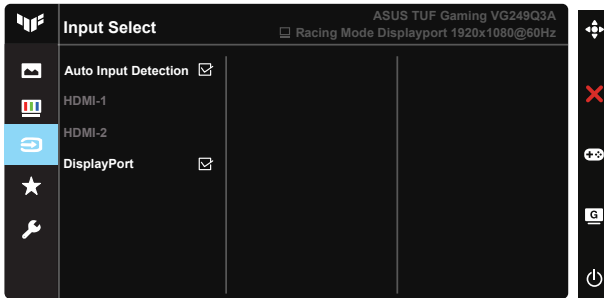 ASUS TUF Gaming VG249Q3A
Input Select
Racing Mode Displayport 1920x1080@60Hz
Auto Input Detection
HDMI-1
HDMI-2
DisplayPort
G